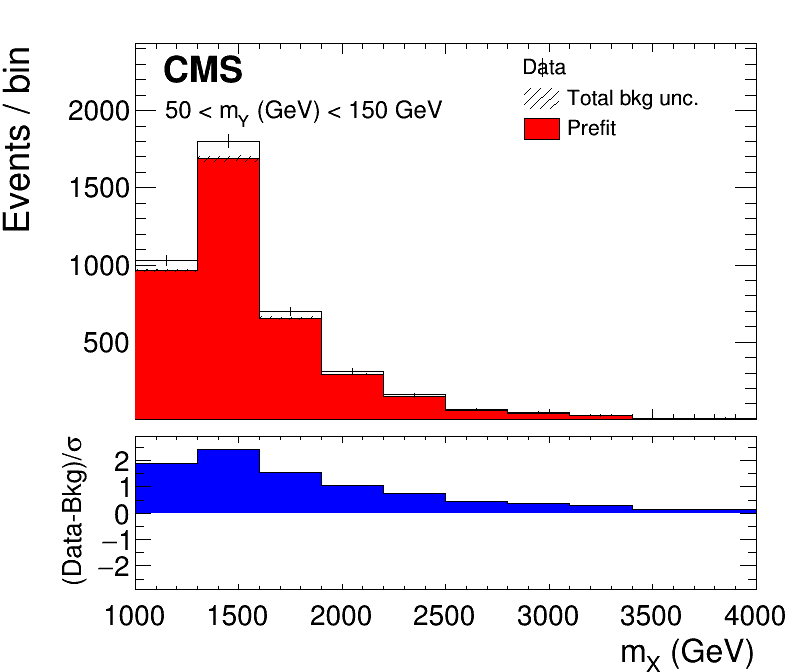 CMS
50 < mY (GeV) < 150 GeV
Data
Total bkg unc.
Prefit
Events / bin
2000
1500
1000
500
(Data-Bkg)/σ
2
1
0
−1
−2
1000 1500 2000 2500 3000 3500 4000
mX (GeV)